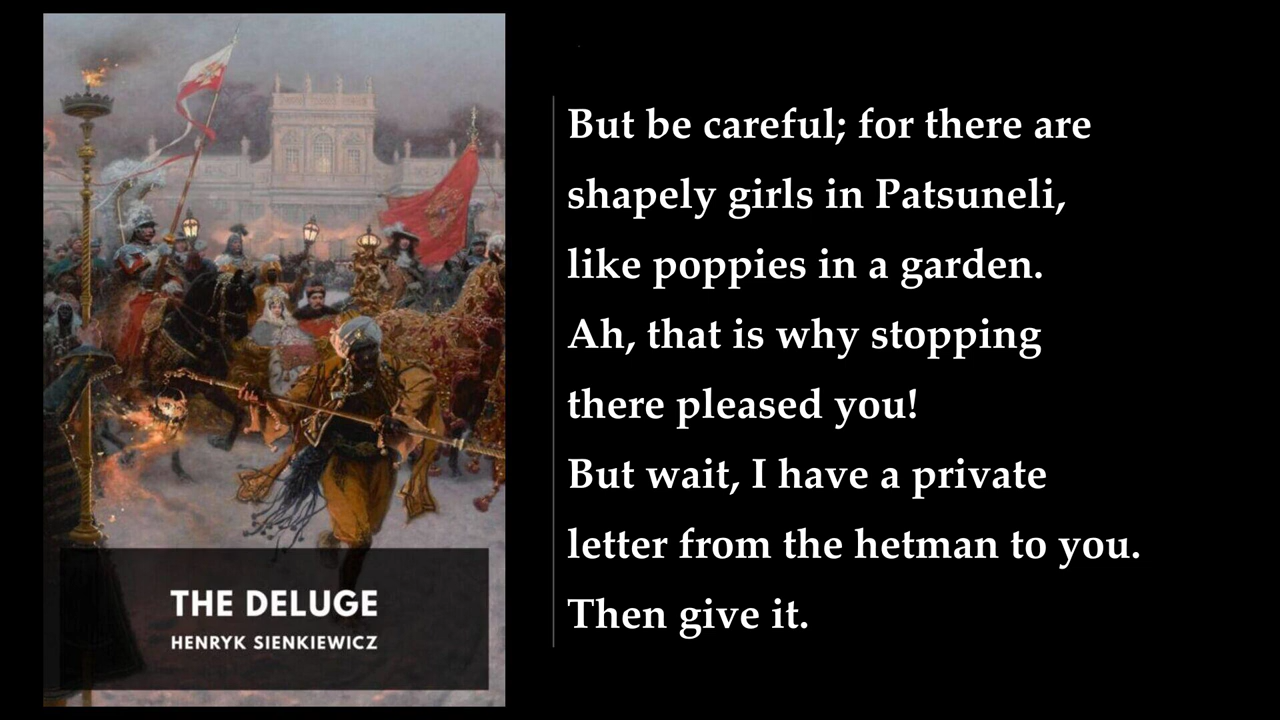 But be careful; for there are
shapely girls in Patsuneli,
like poppies in a garden.
Ah, that is why stopping
there pleased you!
But wait, I have a private
letter from the hetman to you.
Then give it.
THE DELUGE
HENRYK SIENKIEWICZ